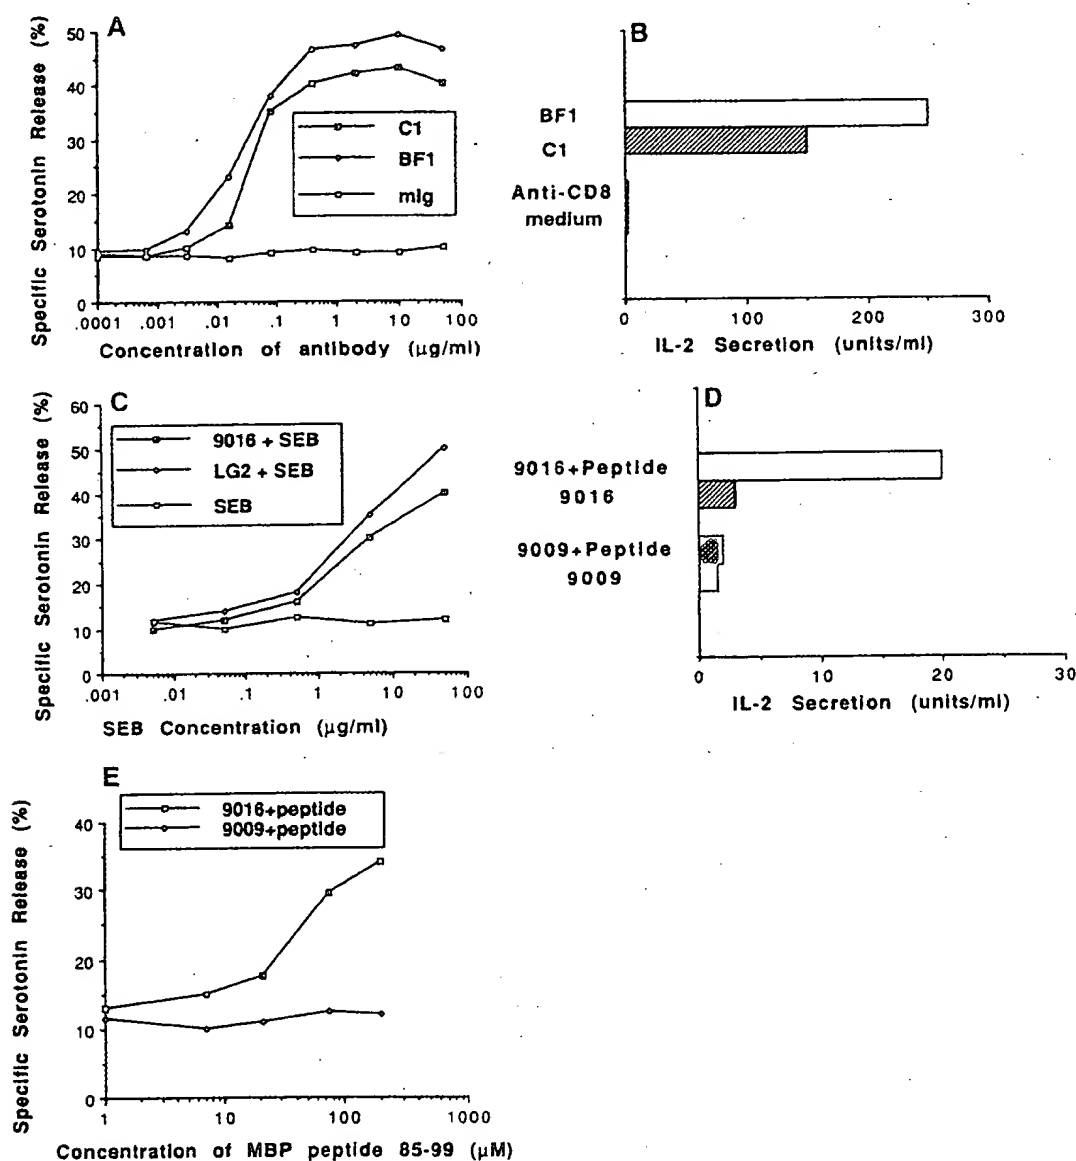 A
Specific Serotonin Release (%)
50
40
30
20
10
0
C1
BF1
mIg
.0001 .001 .01 .1 1 10 100
Concentration of antibody (μg/ml)
B
BF1
C1
Anti-CD8
medium
0 100 200 300
IL-2 Secretion (units/ml)
C
Specific Serotonin Release (%)
60
50
40
30
20
10
0
9016 + SEB
LG2 + SEB
SEB
.001 .01 .1 1 10 100
SEB Concentration (μg/ml)
D
9016+Peptide
9016
9009+Peptide
9009
0 10 20 30
IL-2 Secretion (units/ml)
E
Specific Serotonin Release (%)
40
30
20
10
0
9016+peptide
9009+peptide
1 10 100 1000
Concentration of MBP peptide 85-99 (μM)